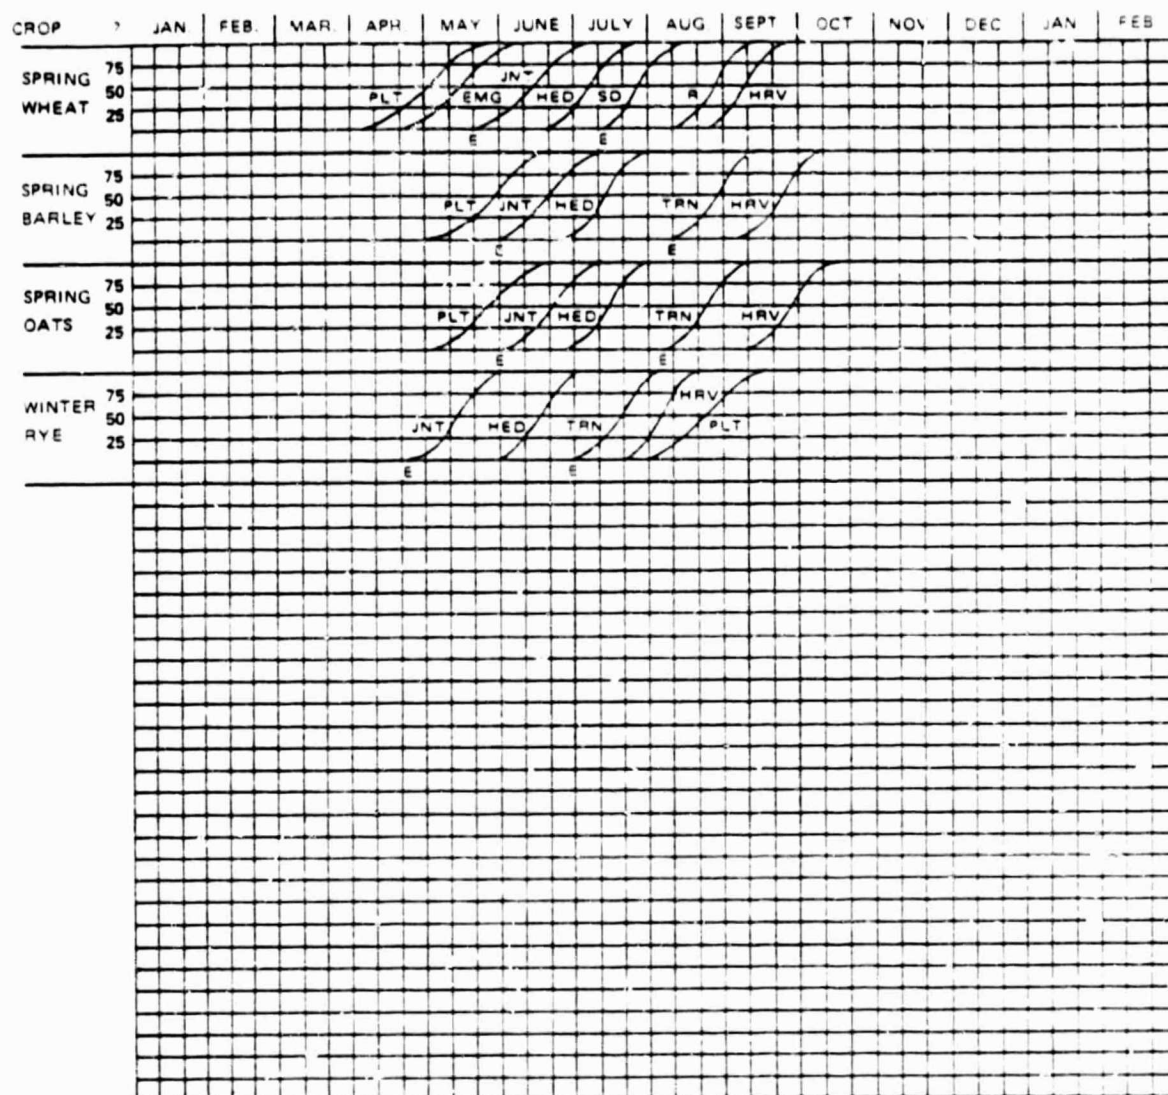 CROP ? JAN. FEB. MAR. APR. MAY JUNE JULY AUG SEPT OCT NOV DEC JAN FEB
SPRING WHEAT
75
50
25
JNT
PLT EMG HED SD R HRV
E E
SPRING BARLEY
75
50
25
PLT JNT HED TRN HRV
E
SPRING OATS
75
50
25
PLT JNT HED TRN HRV
E E
WINTER RYE
75
50
25
HRV
JNT HED TRN PLT
E E